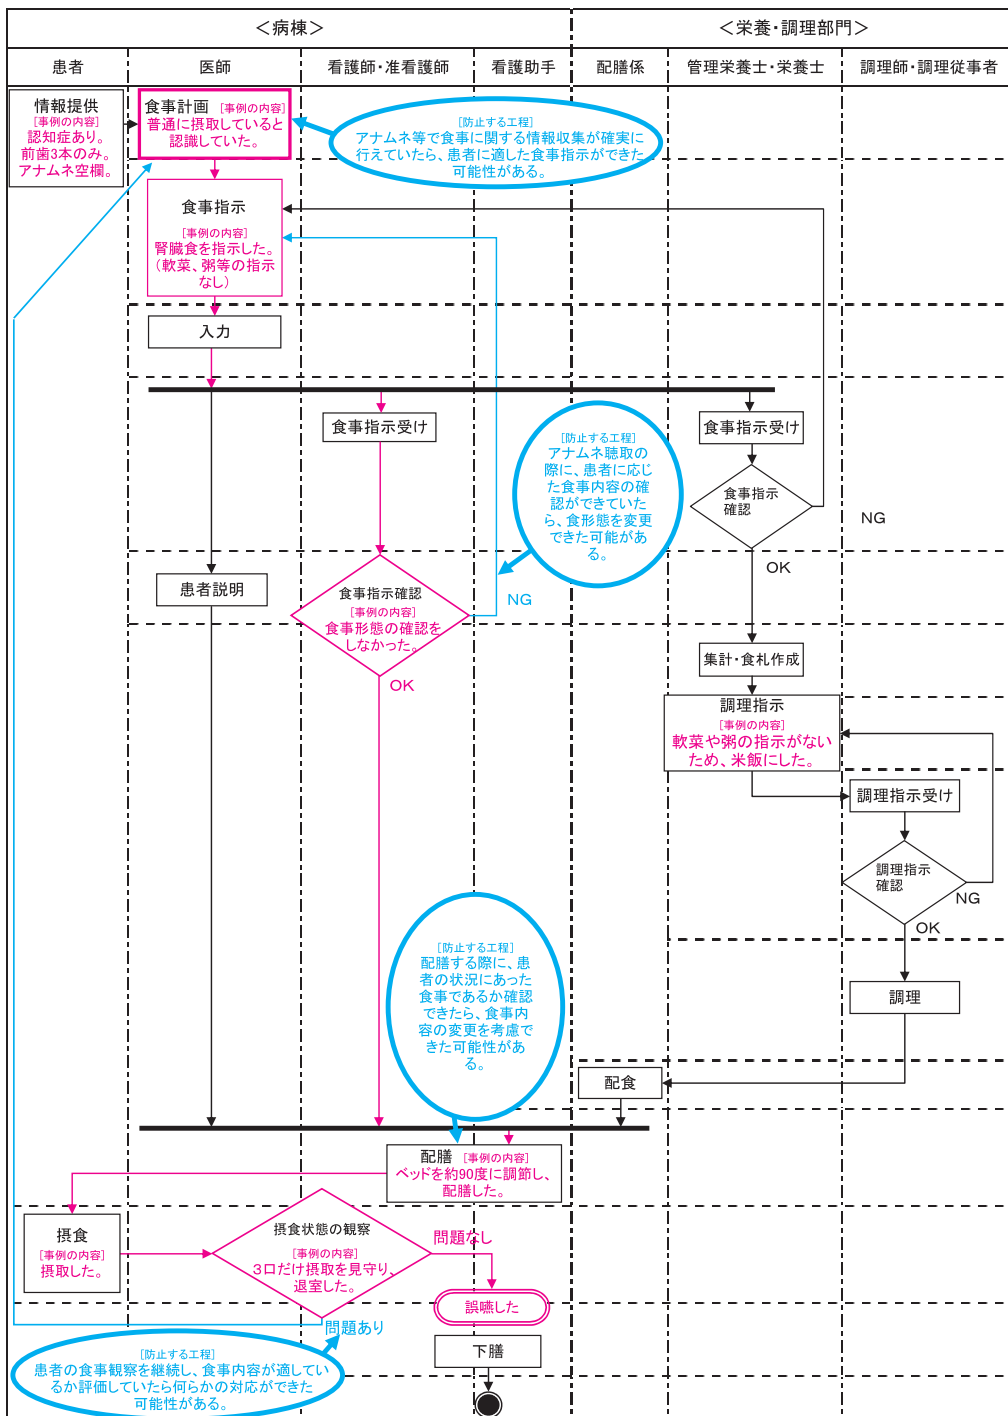 ＜病棟＞
＜栄養・調理部門＞
患者
医師
看護師・准看護師
看護助手
配膳係
管理栄養士・栄養士
調理師・調理従事者
情報提供
[事例の内容]
認知症あり。
前歯3本のみ。
アナムネ空欄。
食事計画 [事例の内容]
普通に摂取していると
認識していた。
[防止する工程]
アナムネ等で食事に関する情報収集が確実に
行えていたら、患者に適した食事指示ができた
可能性がある。
食事指示
[事例の内容]
腎臓食を指示した。
（軟菜、粥等の指示
なし）
入力
食事指示受け
食事指示受け
[防止する工程]
アナムネ聴取の
際に、患者に応じ
た食事内容の確
認ができていた
ら、食形態を変更
できた可能があ
る。
食事指示
確認
NG
OK
患者説明
食事指示確認
[事例の内容]
食事形態の確認を
しなかった。
NG
OK
集計・食札作成
調理指示
[事例の内容]
軟菜や粥の指示がない
ため、米飯にした。
調理指示受け
調理指示
確認
NG
OK
[防止する工程]
配膳する際に、患
者の状況にあった
食事であるか確認
できたら、食事内
容の変更を考慮で
きた可能性があ
る。
調理
配食
配膳 [事例の内容]
ベッドを約90度に調節し、
配膳した。
摂食
[事例の内容]
摂取した。
摂食状態の観察
[事例の内容]
3口だけ摂取を見守り、
退室した。
問題なし
誤嚥した
問題あり
下膳
[防止する工程]
患者の食事観察を継続し、食事内容が適してい
るか評価していたら何らかの対応ができた
可能性がある。